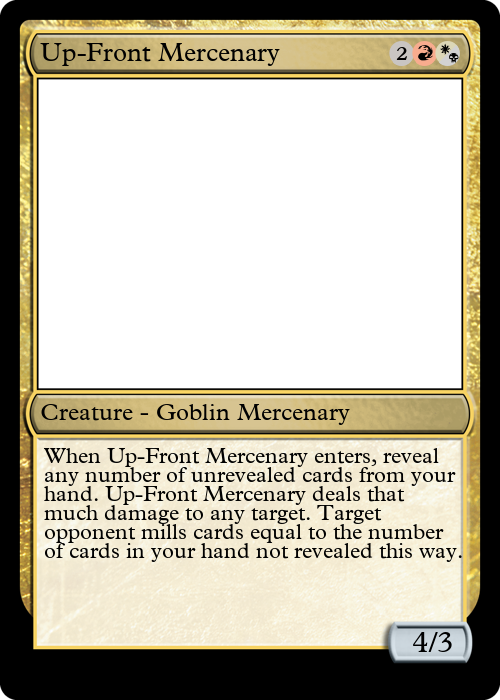 Up-Front Mercenary 2
Creature - Goblin Mercenary
When Up-Front Mercenary enters, reveal
any number of unrevealed cards from your
hand. Up-Front Mercenary deals that
much damage to any target. Target
opponent mills cards equal to the number
of cards in your hand not revealed this way.
4/3